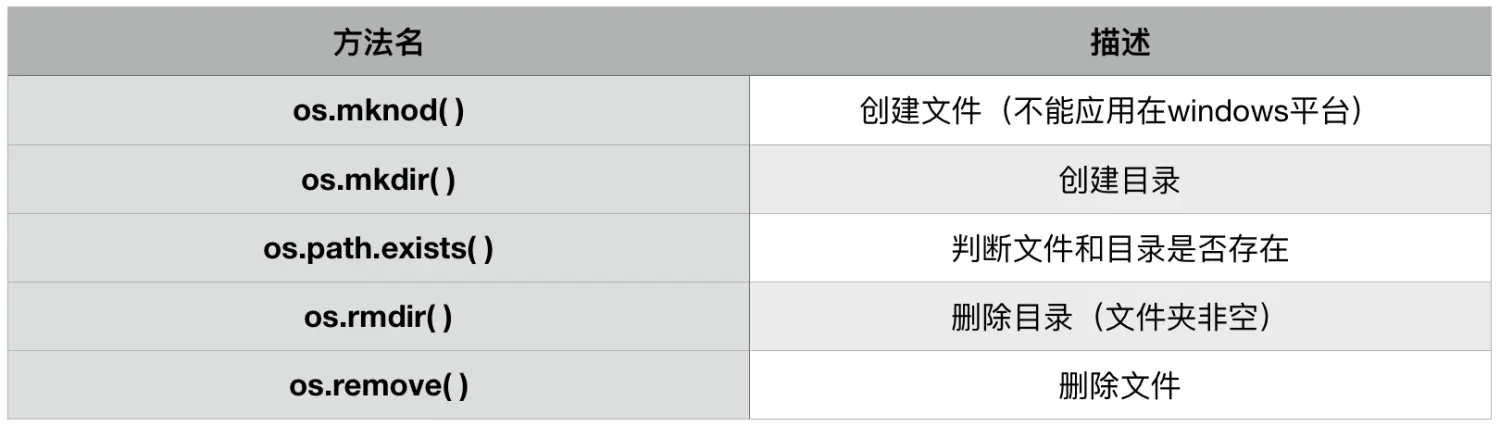 方法名 描述
os.mknod( ) 创建文件（不能应用在windows平台）
os.mkdir( ) 创建目录
os.path.exists( ) 判断文件和目录是否存在
os.rmdir( ) 删除目录（文件夹非空）
os.remove( ) 删除文件